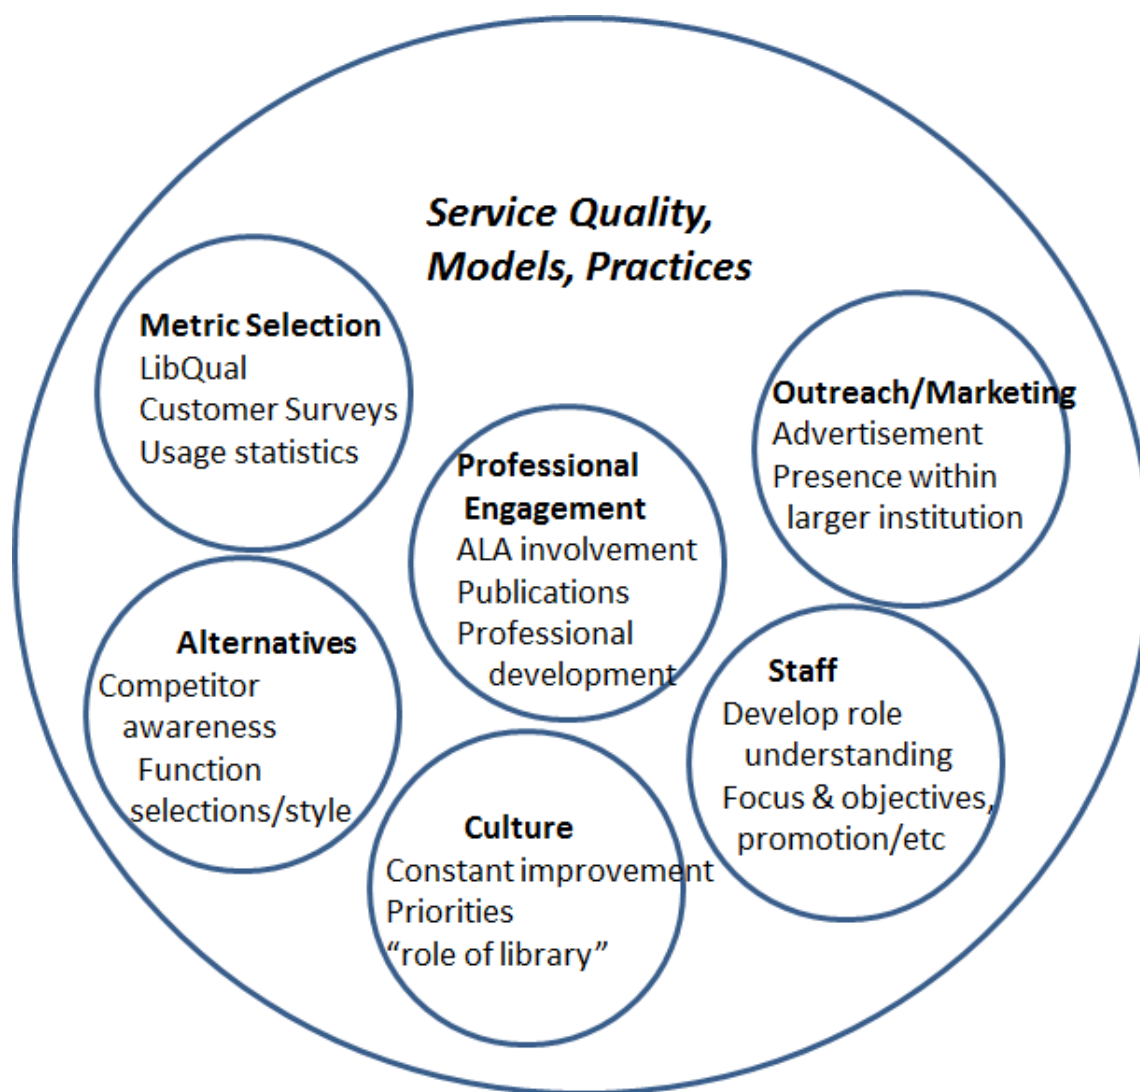 Service Quality,
Models, Practices
Metric Selection
LibQual
Customer Surveys
Usage statistics
Outreach/Marketing
Advertisement
Presence within
larger institution
Professional
Engagement
ALA involvement
Publications
Professional
development
Alternatives
Competitor
awareness
Function
selections/style
Staff
Develop role
understanding
Focus & objectives,
promotion/etc
Culture
Constant improvement
Priorities
“role of library”